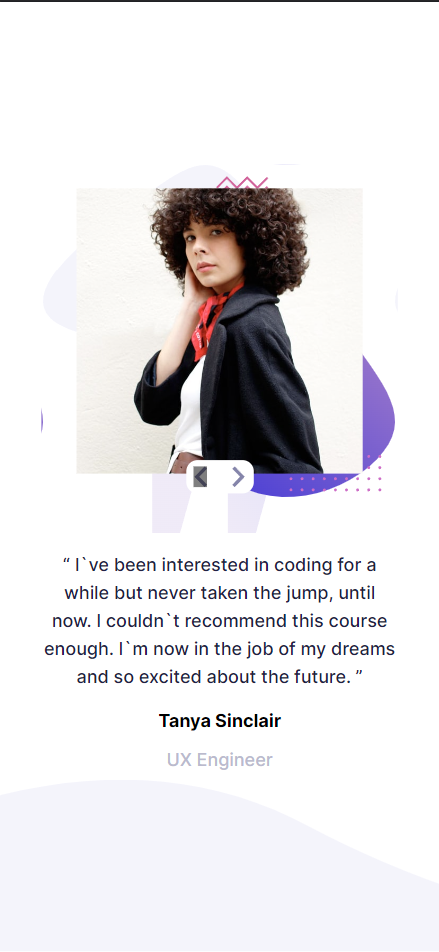 “ I`ve been interested in coding for a
while but never taken the jump, until
now. I couldn`t recommend this course
enough. I`m now in the job of my dreams
and so excited about the future. ”
Tanya Sinclair
UX Engineer